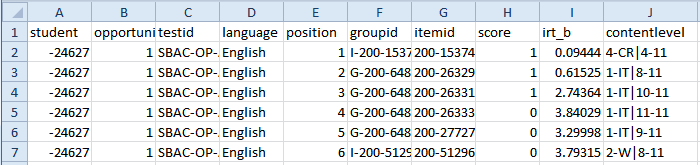 A B C D E F G H I J
1 student opportuni testid language position groupid itemid score irt_b contentlevel
2 -24627 1 SBAC-OP- English 1 I-200-1537 200-15374 1 0.09444 4-CR|4-11
3 -24627 1 SBAC-OP- English 2 G-200-648 200-26329 1 0.61525 1-IT|8-11
4 -24627 1 SBAC-OP- English 3 G-200-648 200-26331 1 2.74364 1-IT|10-11
5 -24627 1 SBAC-OP- English 4 G-200-648 200-26333 0 3.84029 1-IT|11-11
6 -24627 1 SBAC-OP- English 5 G-200-648 200-27727 0 3.29998 1-IT|9-11
7 -24627 1 SBAC-OP- English 6 I-200-5129 200-51296 0 3.79315 2-W|8-11